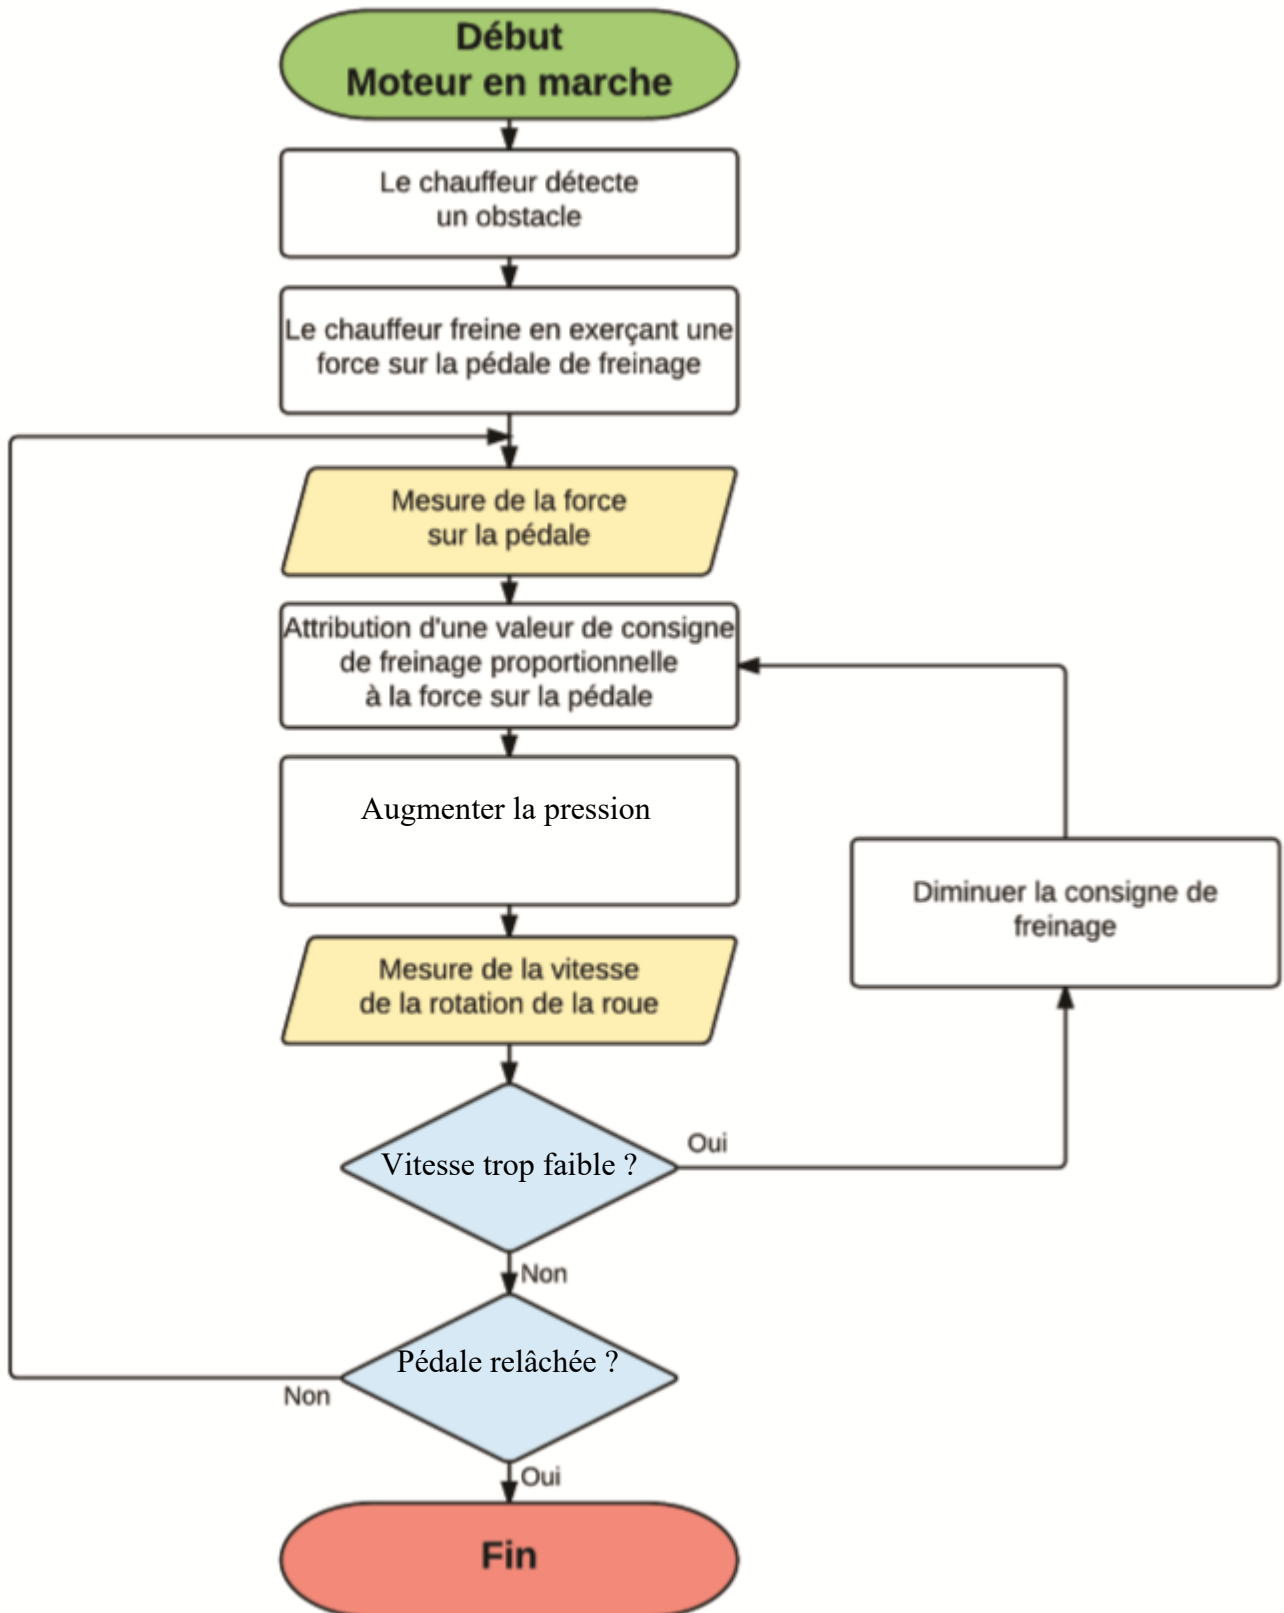 Début
Moteur en marche
Le chauffeur détecte
un obstacle
Le chauffeur freine en exerçant une
force sur la pédale de freinage
Mesure de la force
sur la pédale
Attribution d'une valeur de consigne
de freinage proportionnelle
à la force sur la pédale
Augmenter la pression
Diminuer la consigne de
freinage
Mesure de la vitesse
de la rotation de la roue
Oui
Vitesse trop faible ?
Non
Pédale relâchée ?
Non
Oui
Fin